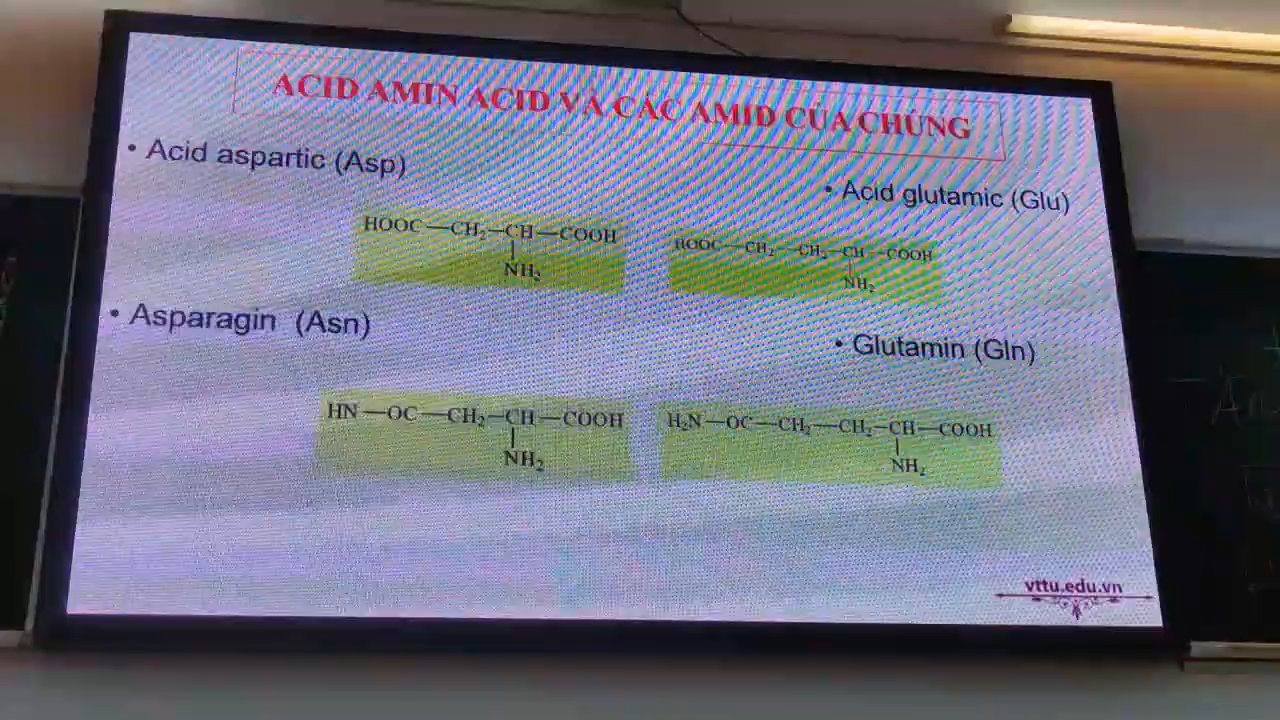 ACID AMIN ACID VÀ CÁC AMID CỦA CHÚNG
• Acid aspartic (Asp)
• Acid glutamic (Glu)
HOOC—CH₂—CH—COOH
NH₂
HOOC—CH₂—CH₂—CH—COOH
NH₂
• Asparagin (Asn)
• Glutamin (Gln)
HN—OC—CH₂—CH—COOH
NH₂
H₂N—OC—CH₂—CH₂—CH—COOH
NH₂
vttu.edu.vn